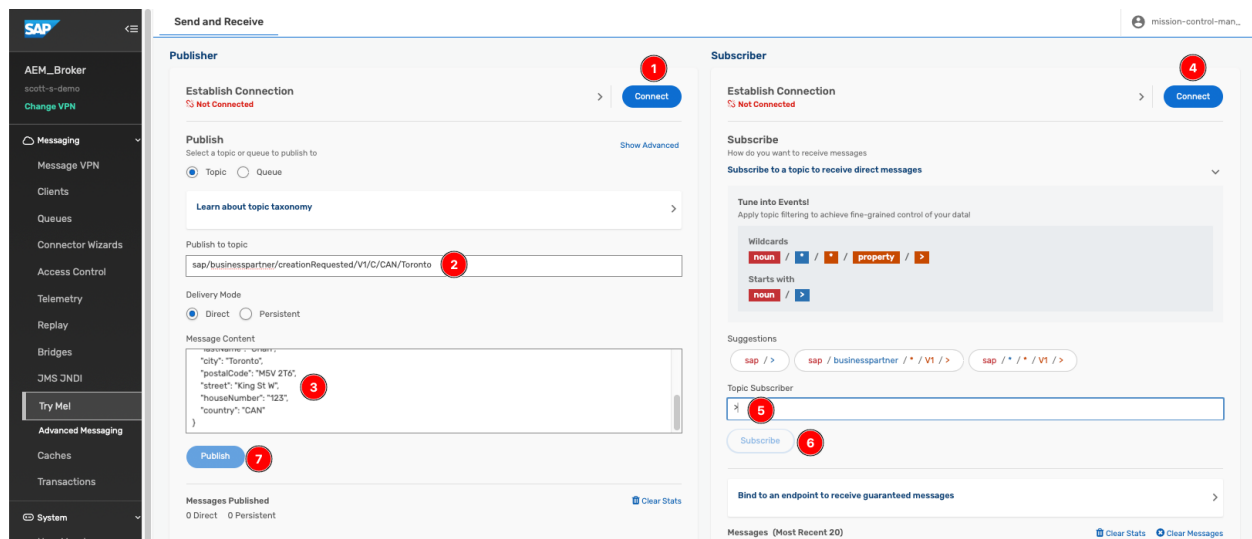 SAP
AEM_Broker
scott-s-demo
Change VPN
Messaging
Message VPN
Clients
Queues
Connector Wizards
Access Control
Telemetry
Replay
Bridges
JMS JNDI
Try Me!
Advanced Messaging
Caches
Transactions
System
Send and Receive
mission-control-man_
Publisher
1
Establish Connection
Not Connected
Connect
Publish
Select a topic or queue to publish to
Show Advanced
Topic Queue
Learn about topic taxonomy
Publish to topic
sap/businesspartner/creationRequested/V1/C/CAN/Toronto 2
Delivery Mode
Direct Persistent
Message Content
"city": "Toronto",
"postalCode": "M5V 2T6",
"street": "King St W",
"houseNumber": "123",
"country": "CAN"
}
3
Publish 7
Messages Published
Clear Stats
0 Direct 0 Persistent
Subscriber
4
Establish Connection
Not Connected
Connect
Subscribe
How do you want to receive messages
Subscribe to a topic to receive direct messages
Tune into Events!
Apply topic filtering to achieve fine-grained control of your data!
Wildcards
noun / * / * / property / >
Starts with
noun / >
Suggestions
sap / > sap / businesspartner / * / V1 / > sap / * / * / V1 / >
Topic Subscriber
> 5
Subscribe 6
Bind to an endpoint to receive guaranteed messages
Messages (Most Recent 20)
Clear Stats Clear Messages